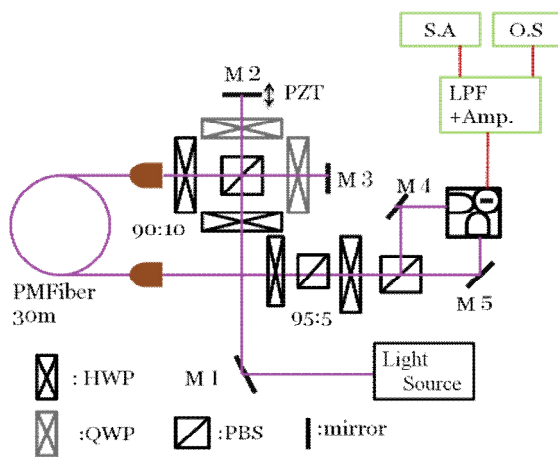 S.A
O.S
M 2
PZT
LPF
+Amp.
M 3
M 4
90:10
PMFiber
30m
95:5
M 5
M 1
Light
Source
: HWP
:QWP
:PBS
:mirror